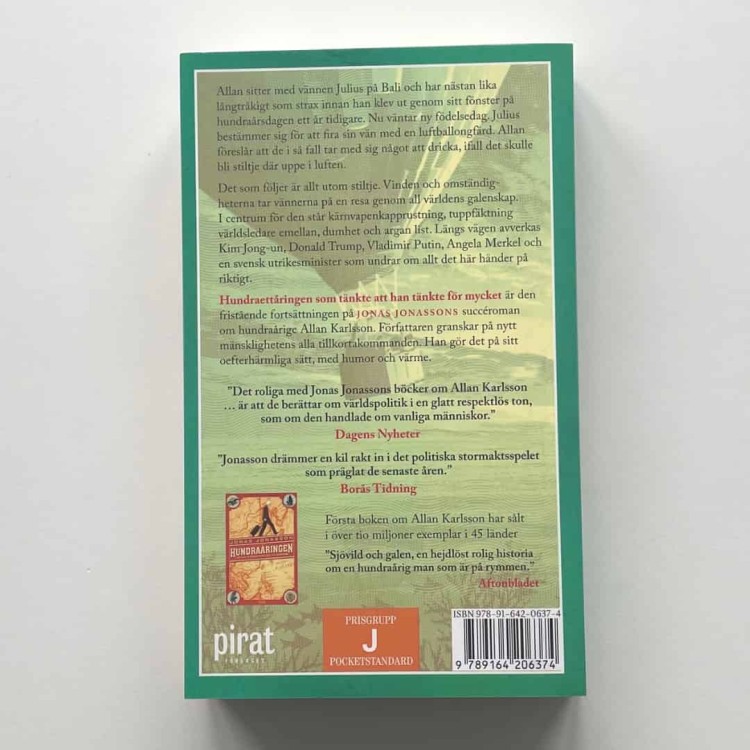 Allan sitter med vännen Julius på Bali och har nästan lika
långtråkigt som strax innan han klev ut genom sitt fönster på
hundraårsdagen ett år tidigare. Nu väntar ny födelsedag. Julius
bestämmer sig för att fira sin vän med en luftballongfärd. Allan
föreslår att de i så fall tar med sig något att dricka, ifall det skulle
bli stiltje där uppe i luften.
Det som följer är allt utom stiltje. Vinden och omständig-
heterna tar vännerna på en resa genom all världens galenskap.
I centrum för den står kärnvapenkapprustning, tuppfäktning
världsledare emellan, dumhet och argan list. Längs vägen avverkas
Kim Jong-un, Donald Trump, Vladimir Putin, Angela Merkel och
en svensk utrikesminister som undrar om allt det här händer på
riktigt.
Hundraettåringen som tänkte att han tänkte för mycket är den
fristående fortsättningen på JONAS JONASSONS succéroman
om hundraårige Allan Karlsson. Författaren granskar på nytt
mänsklighetens alla tillkortakommanden. Han gör det på sitt
oefterhärmliga sätt, med humor och värme.
"Det roliga med Jonas Jonassons böcker om Allan Karlsson
... är att de berättar om världspolitik i en glatt respektlös ton,
som om den handlade om vanliga människor."
Dagens Nyheter
"Jonasson drämmer en kil rakt in i det politiska stormaktsspelet
som präglat de senaste åren."
Borås Tidning
JONAS JONASSON
HUNDRAÅRINGEN
Första boken om Allan Karlsson har sålt
i över tio miljoner exemplar i 45 länder
"Sjövild och galen, en hejdlöst rolig historia
om en hundraårig man som är på rymmen."
Aftonbladet
pirat
FÖRLAGET
PRISGRUPP
J
POCKETSTANDARD
ISBN 978-91-642-0637-4
9 789164 206374